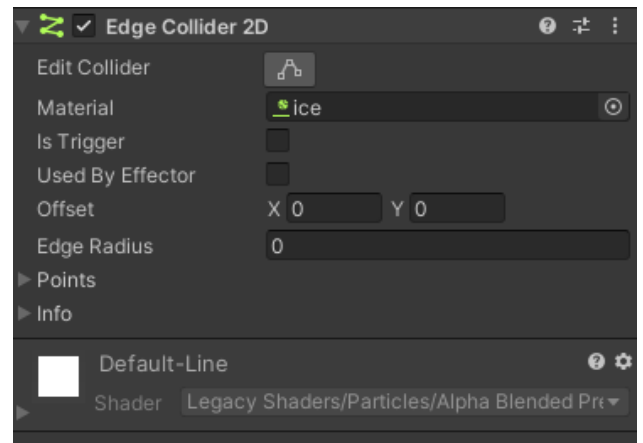 Edge Collider 2D
Edit Collider
Material ice
Is Trigger
Used By Effector
Offset X 0 Y 0
Edge Radius 0
Points
Info
Default-Line
Shader Legacy Shaders/Particles/Alpha Blended Pre